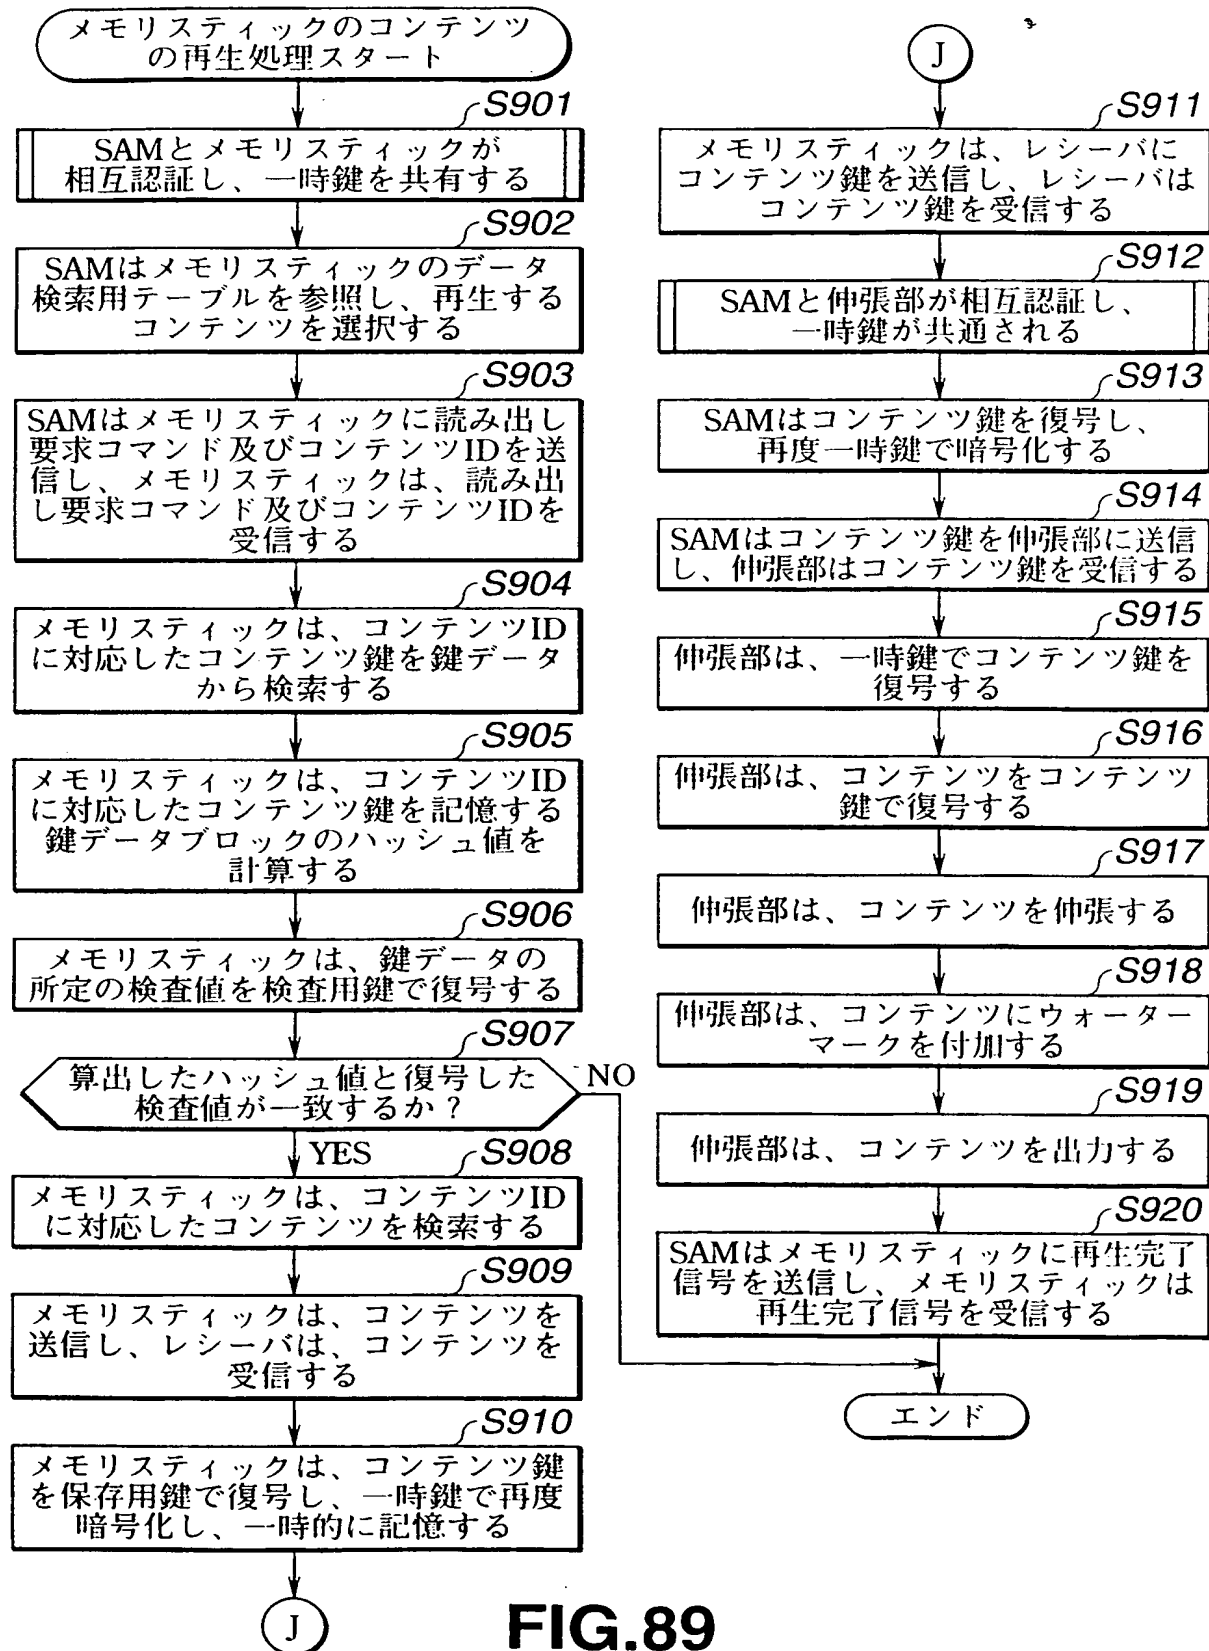 メモリスティックのコンテンツ
の再生処理スタート
S901
SAMとメモリスティックが
相互認証し、一時鍵を共有する
S902
SAMはメモリスティックのデータ
検索用テーブルを参照し、再生する
コンテンツを選択する
S903
SAMはメモリスティックに読み出し
要求コマンド及びコンテンツIDを送
信し、メモリスティックは、読み出
し要求コマンド及びコンテンツIDを
受信する
S904
メモリスティックは、コンテンツID
に対応したコンテンツ鍵を鍵データ
から検索する
S905
メモリスティックは、コンテンツID
に対応したコンテンツ鍵を記憶する
鍵データブロックのハッシュ値を
計算する
S906
メモリスティックは、鍵データの
所定の検査値を検査用鍵で復号する
S907
算出したハッシュ値と復号した
検査値が一致するか?
NO
YES
S908
メモリスティックは、コンテンツID
に対応したコンテンツを検索する
S909
メモリスティックは、コンテンツを
送信し、レシーバは、コンテンツを
受信する
S910
メモリスティックは、コンテンツ鍵
を保存用鍵で復号し、一時鍵で再度
暗号化し、一時的に記憶する
J
J
S911
メモリスティックは、レシーバに
コンテンツ鍵を送信し、レシーバは
コンテンツ鍵を受信する
S912
SAMと伸張部が相互認証し、
一時鍵が共通される
S913
SAMはコンテンツ鍵を復号し、
再度一時鍵で暗号化する
S914
SAMはコンテンツ鍵を伸張部に送信
し、伸張部はコンテンツ鍵を受信する
S915
伸張部は、一時鍵でコンテンツ鍵を
復号する
S916
伸張部は、コンテンツをコンテンツ
鍵で復号する
S917
伸張部は、コンテンツを伸張する
S918
伸張部は、コンテンツにウォーター
マークを付加する
S919
伸張部は、コンテンツを出力する
S920
SAMはメモリスティックに再生完了
信号を送信し、メモリスティックは
再生完了信号を受信する
エンド
FIG.89